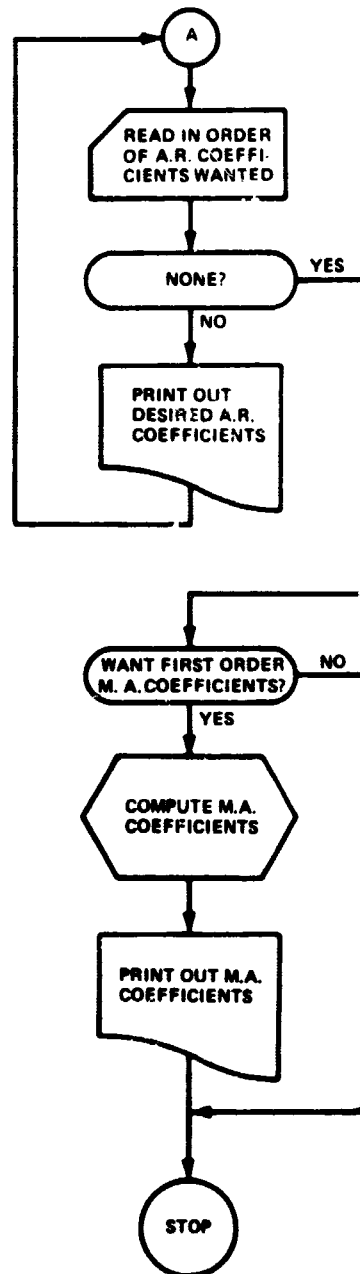 A
READ IN ORDER
OF A.R. COEFFI-
CIENTS WANTED
NONE?
YES
NO
PRINT OUT
DESIRED A.R.
COEFFICIENTS
WANT FIRST ORDER
M. A. COEFFICIENTS?
NO
YES
COMPUTE M.A.
COEFFICIENTS
PRINT OUT M.A.
COEFFICIENTS
STOP